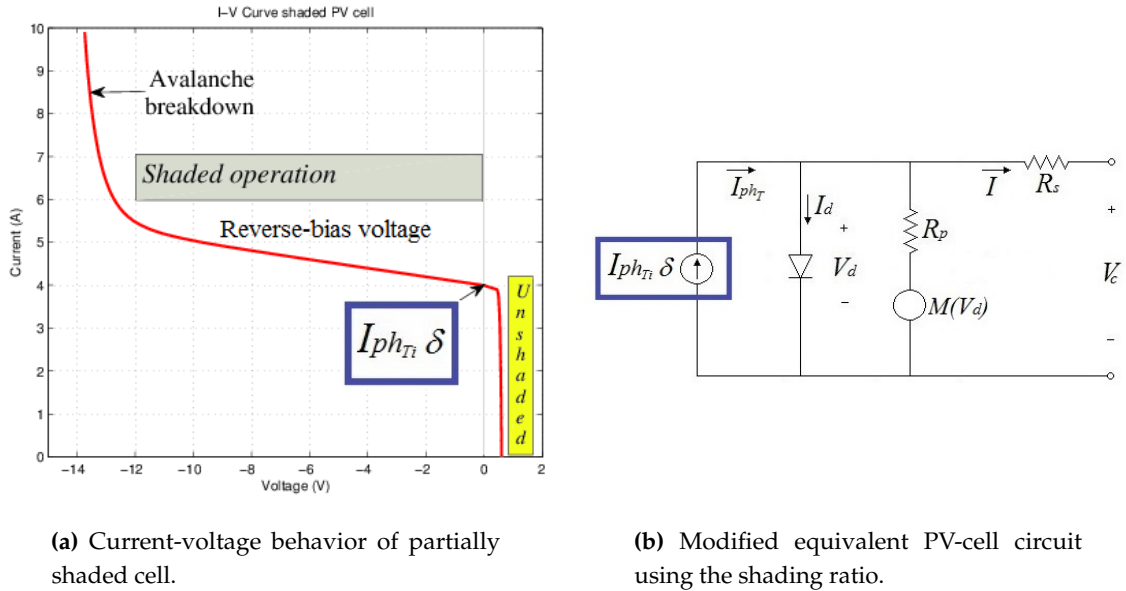 I–V Curve shaded PV cell
10
9
8
7
6
5
4
3
2
1
0
Current (A)
Avalanche
breakdown
Shaded operation
Reverse-bias voltage
IphTi δ
Unshaded
−14 −12 −10 −8 −6 −4 −2 0 2
Voltage (V)
IphT
Id
I
Rs
+
Vd
−
Rp
M(Vd)
IphTi δ
+
Vc
−
(a) Current-voltage behavior of partially
shaded cell.
(b) Modified equivalent PV-cell circuit
using the shading ratio.